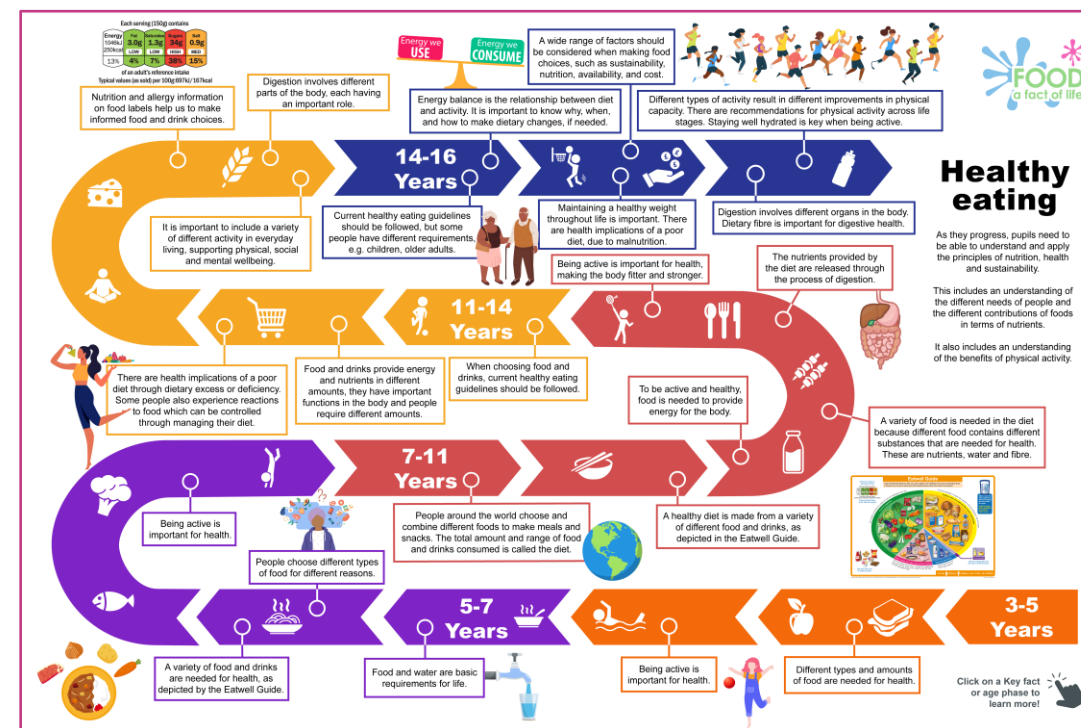 Each serving (150g) contains
Energy
1046kJ
250kcal
Fat
3.0g
LOW
Saturates
1.3g
LOW
Sugars
34g
HIGH
Salt
0.9g
MED
13%
4%
7%
38%
15%
of an adult's reference intake
Typical values (as sold) per 100g:697kJ / 167kcal
Nutrition and allergy information
on food labels help us to make
informed food and drink choices.
Digestion involves different
parts of the body, each having
an important role.
Energy we
USE
Energy we
CONSUME
Energy balance is the relationship between diet
and activity. It is important to know why, when,
and how to make dietary changes, if needed.
A wide range of factors should
be considered when making food
choices, such as sustainability,
nutrition, availability, and cost.
Different types of activity result in different improvements in physical
capacity. There are recommendations for physical activity across life
stages. Staying well hydrated is key when being active.
FOOD
a fact of life
14-16
Years
Healthy
eating
As they progress, pupils need to
be able to understand and apply
the principles of nutrition, health
and sustainability.
This includes an understanding of
the different needs of people and
the different contributions of foods
in terms of nutrients.
It also includes an understanding
of the benefits of physical activity.
It is important to include a variety
of different activity in everyday
living, supporting physical, social
and mental wellbeing.
Current healthy eating guidelines
should be followed, but some
people have different requirements,
e.g. children, older adults.
Maintaining a healthy weight
throughout life is important. There
are health implications of a poor
diet, due to malnutrition.
Digestion involves different organs in the body.
Dietary fibre is important for digestive health.
Being active is important for health,
making the body fitter and stronger.
The nutrients provided by
the diet are released through
the process of digestion.
11-14
Years
There are health implications of a poor
diet through dietary excess or deficiency.
Some people also experience reactions
to food which can be controlled
through managing their diet.
Food and drinks provide energy
and nutrients in different
amounts, they have important
functions in the body and people
require different amounts.
When choosing food and
drinks, current healthy eating
guidelines should be followed.
To be active and healthy,
food is needed to provide
energy for the body.
A variety of food is needed in the diet
because different food contains different
substances that are needed for health.
These are nutrients, water and fibre.
7-11
Years
Being active is
important for health.
People around the world choose and
combine different foods to make meals and
snacks. The total amount and range of food
and drinks consumed is called the diet.
A healthy diet is made from a variety
of different food and drinks, as
depicted in the Eatwell Guide.
Eatwell Guide
People choose different types
of food for different reasons.
5-7
Years
3-5
Years
A variety of food and drinks
are needed for health, as
depicted by the Eatwell Guide.
Food and water are basic
requirements for life.
Being active is
important for health.
Different types and amounts
of food are needed for health.
Click on a Key fact
or age phase to
learn more!